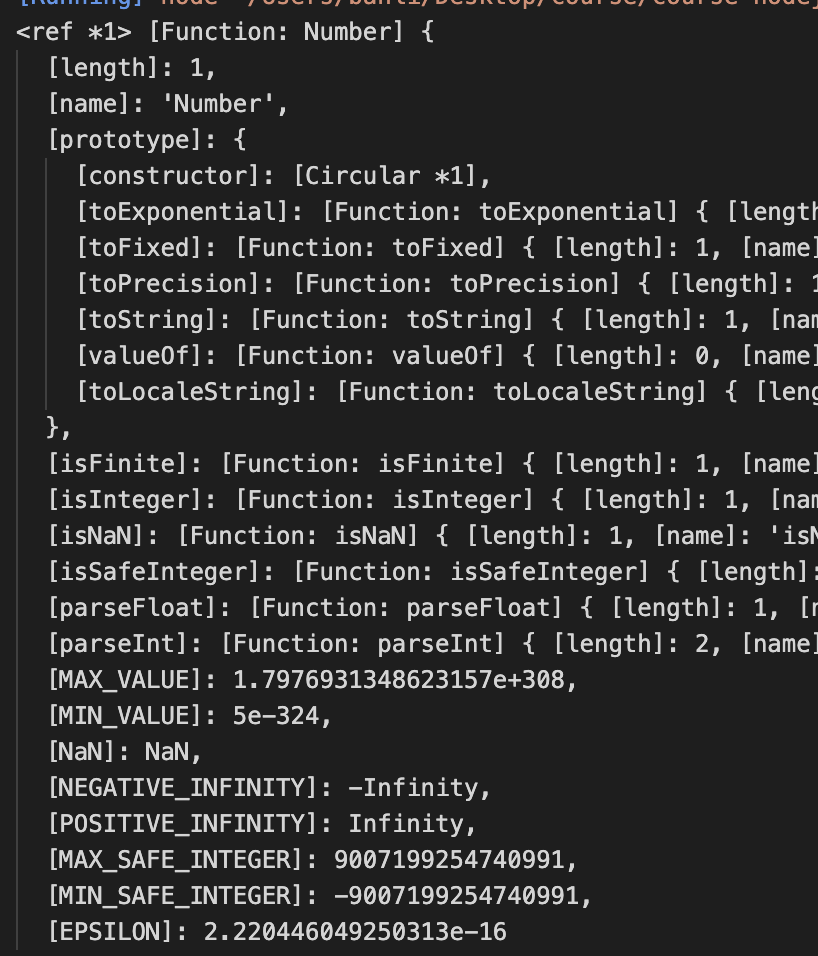 <ref *1> [Function: Number] {
[length]: 1,
[name]: 'Number',
[prototype]: {
[constructor]: [Circular *1],
[toExponential]: [Function: toExponential] { [length
[toFixed]: [Function: toFixed] { [length]: 1, [name]
[toPrecision]: [Function: toPrecision] { [length]: 1
[toString]: [Function: toString] { [length]: 1, [nam
[valueOf]: [Function: valueOf] { [length]: 0, [name]
[toLocaleString]: [Function: toLocaleString] { [leng
},
[isFinite]: [Function: isFinite] { [length]: 1, [name]
[isInteger]: [Function: isInteger] { [length]: 1, [nam
[isNaN]: [Function: isNaN] { [length]: 1, [name]: 'isN
[isSafeInteger]: [Function: isSafeInteger] { [length]:
[parseFloat]: [Function: parseFloat] { [length]: 1, [n
[parseInt]: [Function: parseInt] { [length]: 2, [name]
[MAX_VALUE]: 1.7976931348623157e+308,
[MIN_VALUE]: 5e-324,
[NaN]: NaN,
[NEGATIVE_INFINITY]: -Infinity,
[POSITIVE_INFINITY]: Infinity,
[MAX_SAFE_INTEGER]: 9007199254740991,
[MIN_SAFE_INTEGER]: -9007199254740991,
[EPSILON]: 2.220446049250313e-16